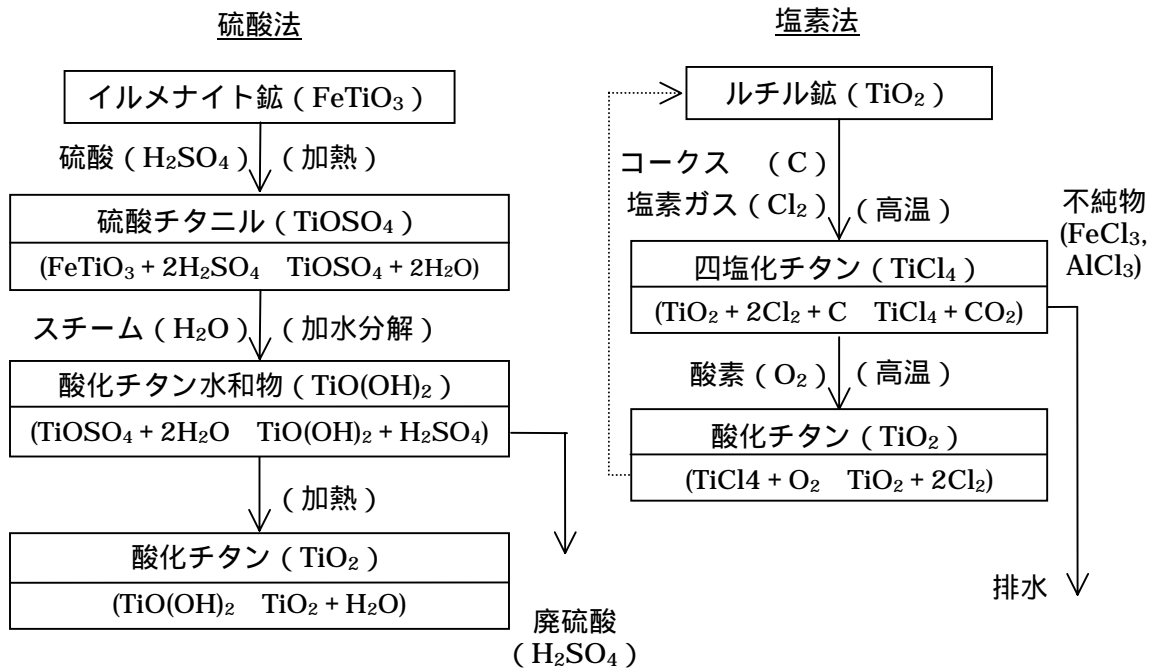 硫酸法
イルメナイト鉱（FeTiO₃）
硫酸（H₂SO₄）（加熱）
硫酸チタニル（TiOSO₄）
(FeTiO₃ + 2H₂SO₄　TiOSO₄ + 2H₂O)
スチーム（H₂O）（加水分解）
酸化チタン水和物（TiO(OH)₂）
(TiOSO₄ + 2H₂O　TiO(OH)₂ + H₂SO₄)
（加熱）
酸化チタン（TiO₂）
(TiO(OH)₂　TiO₂ + H₂O)
廃硫酸
（H₂SO₄）
塩素法
ルチル鉱（TiO₂）
コークス　（C）
塩素ガス（Cl₂）（高温）
四塩化チタン（TiCl₄）
(TiO₂ + 2Cl₂ + C　TiCl₄ + CO₂)
酸素（O₂）（高温）
酸化チタン（TiO₂）
(TiCl4 + O₂　TiO₂ + 2Cl₂)
不純物
(FeCl₃,
AlCl₃)
排水